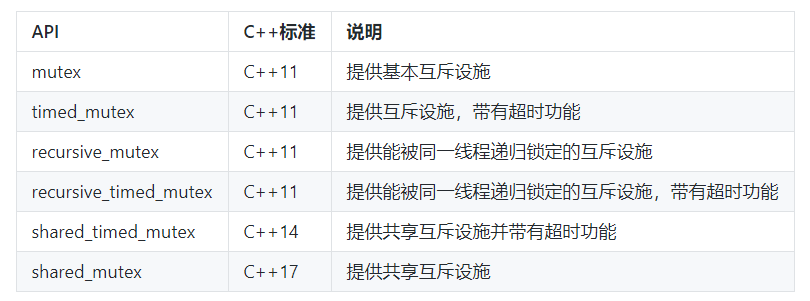 API C++标准 说明
mutex C++11 提供基本互斥设施
timed_mutex C++11 提供互斥设施，带有超时功能
recursive_mutex C++11 提供能被同一线程递归锁定的互斥设施
recursive_timed_mutex C++11 提供能被同一线程递归锁定的互斥设施，带有超时功能
shared_timed_mutex C++14 提供共享互斥设施并带有超时功能
shared_mutex C++17 提供共享互斥设施